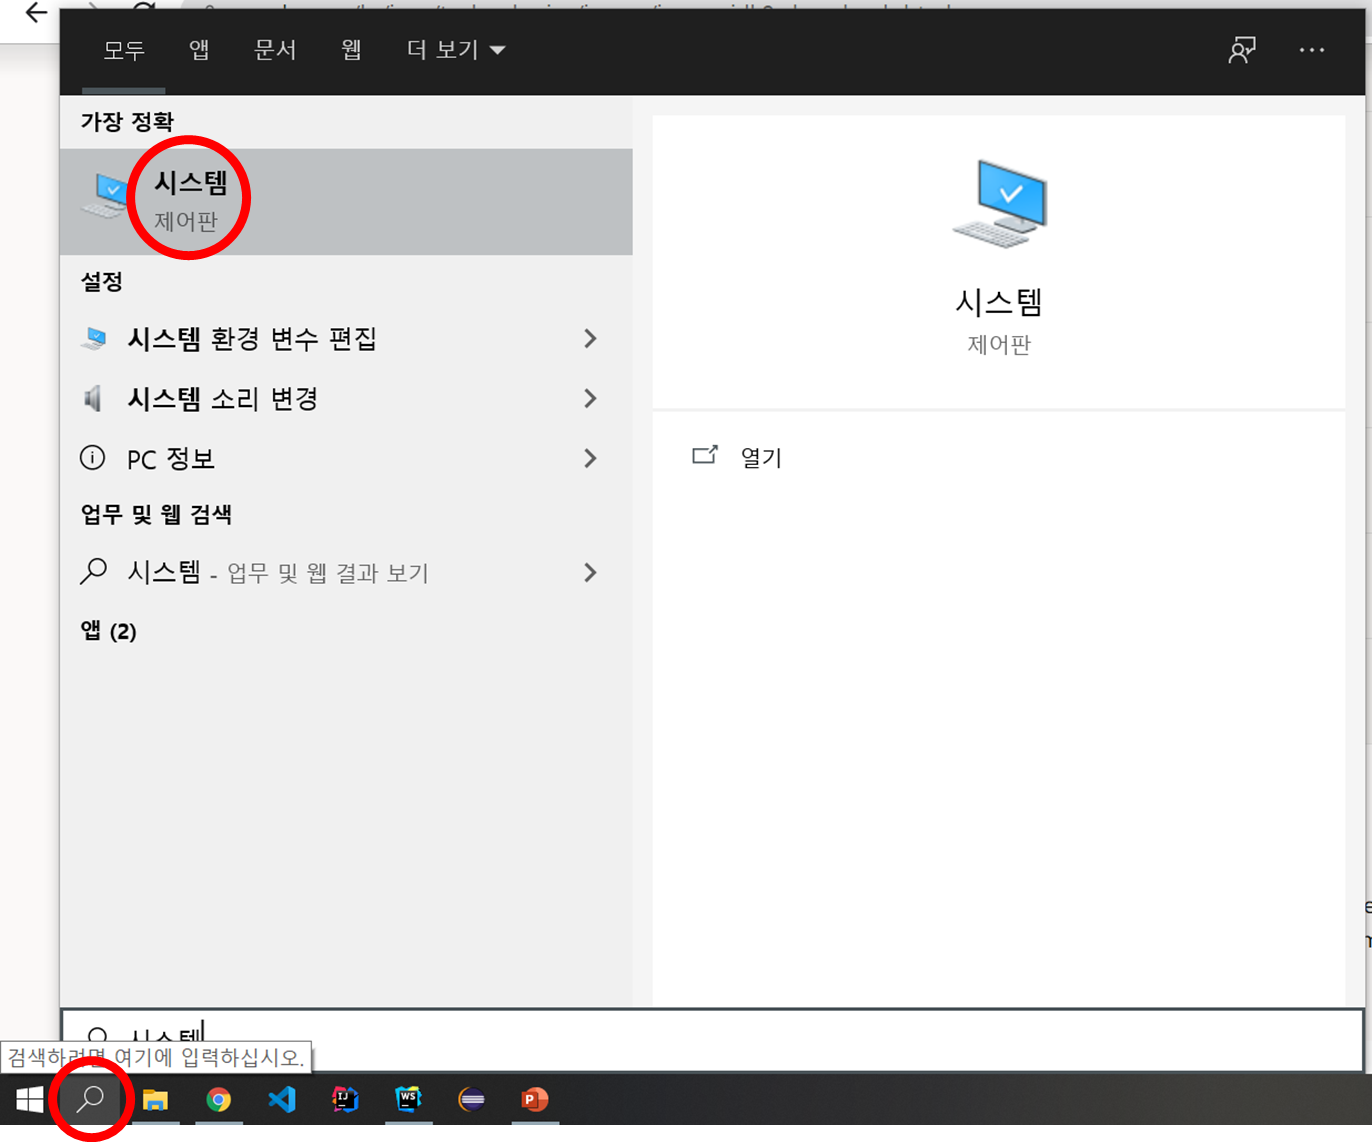 모두 앱 문서 웹 더 보기
가장 정확
시스템
제어판
설정
시스템 환경 변수 편집
시스템 소리 변경
PC 정보
업무 및 웹 검색
시스템 - 업무 및 웹 결과 보기
앱 (2)
시스템
제어판
열기
시스템
검색하려면 여기에 입력하십시오.
IJ
WS
P